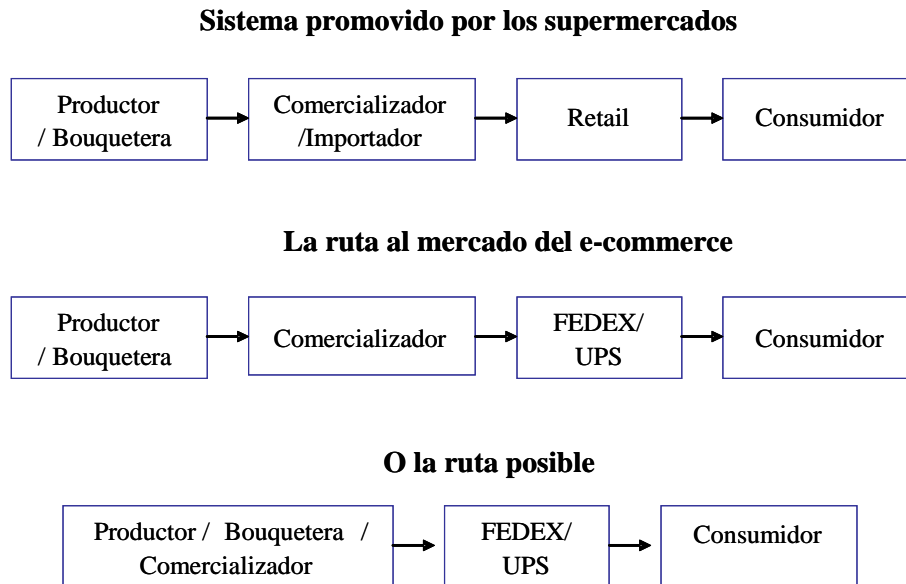 Sistema promovido por los supermercados
Productor
/ Bouquetera
Comercializador
/Importador
Retail
Consumidor
La ruta al mercado del e-commerce
Productor
/ Bouquetera
Comercializador
FEDEX/
UPS
Consumidor
O la ruta posible
Productor / Bouquetera /
Comercializador
FEDEX/
UPS
Consumidor